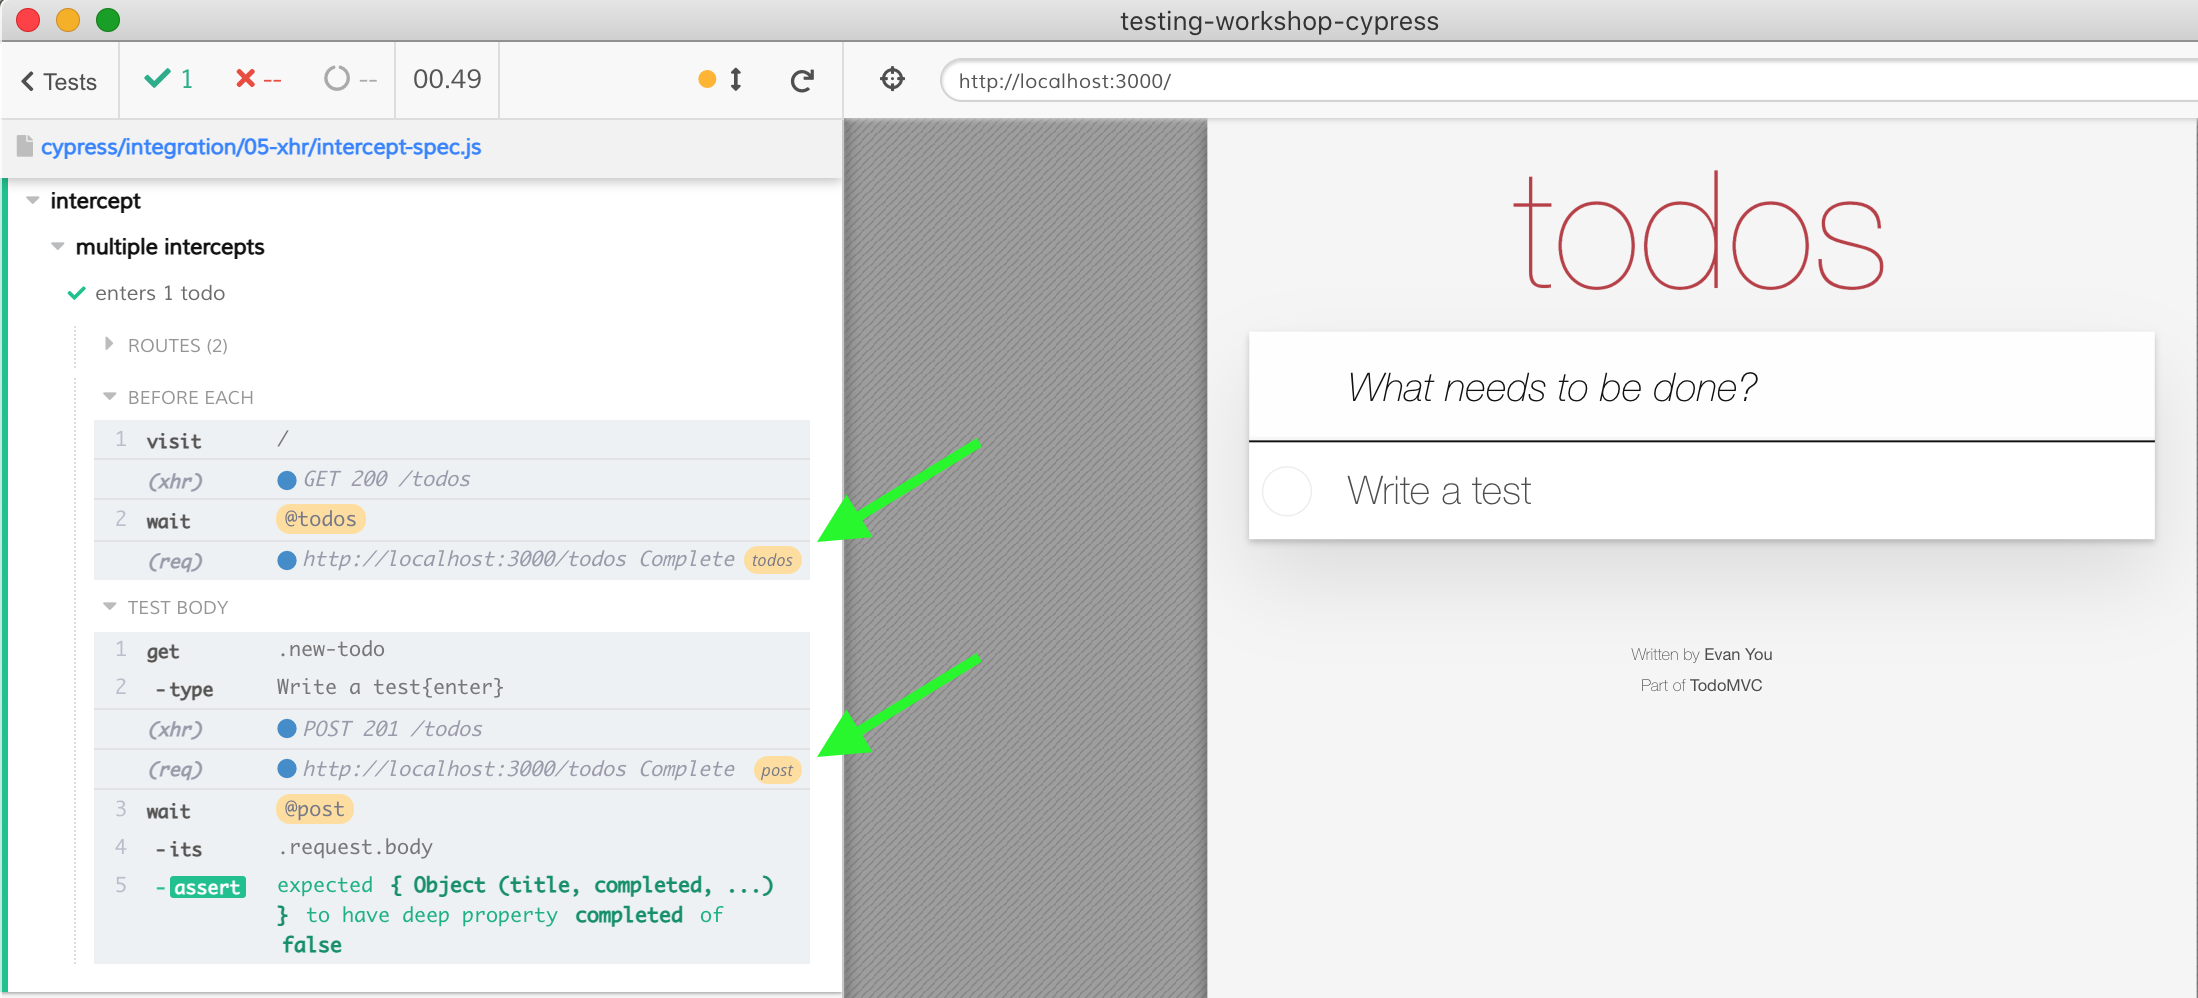 testing-workshop-cypress
Tests 1 -- -- 00.49 http://localhost:3000/
cypress/integration/05-xhr/intercept-spec.js
intercept
multiple intercepts
enters 1 todo
ROUTES (2)
BEFORE EACH
1 visit /
(xhr) GET 200 /todos
2 wait @todos
(req) http://localhost:3000/todos Complete todos
TEST BODY
1 get .new-todo
2 -type Write a test{enter}
(xhr) POST 201 /todos
(req) http://localhost:3000/todos Complete post
3 wait @post
4 -its .request.body
5 -assert expected { Object (title, completed, ...)
} to have deep property completed of
false
todos
What needs to be done?
Write a test
Written by Evan You
Part of TodoMVC